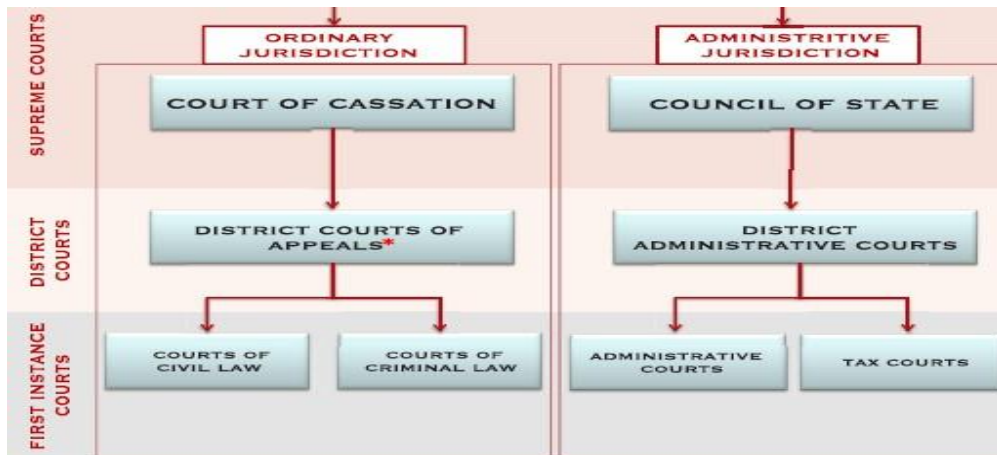 SUPREME COURTS
ORDINARY
JURISDICTION
ADMINISTRITIVE
JURISDICTION
COURT OF CASSATION
COUNCIL OF STATE
DISTRICT
COURTS
DISTRICT COURTS OF
APPEALS*
DISTRICT
ADMINISTRATIVE COURTS
FIRST INSTANCE
COURTS
COURTS OF
CIVIL LAW
COURTS OF
CRIMINAL LAW
ADMINISTRATIVE
COURTS
TAX COURTS